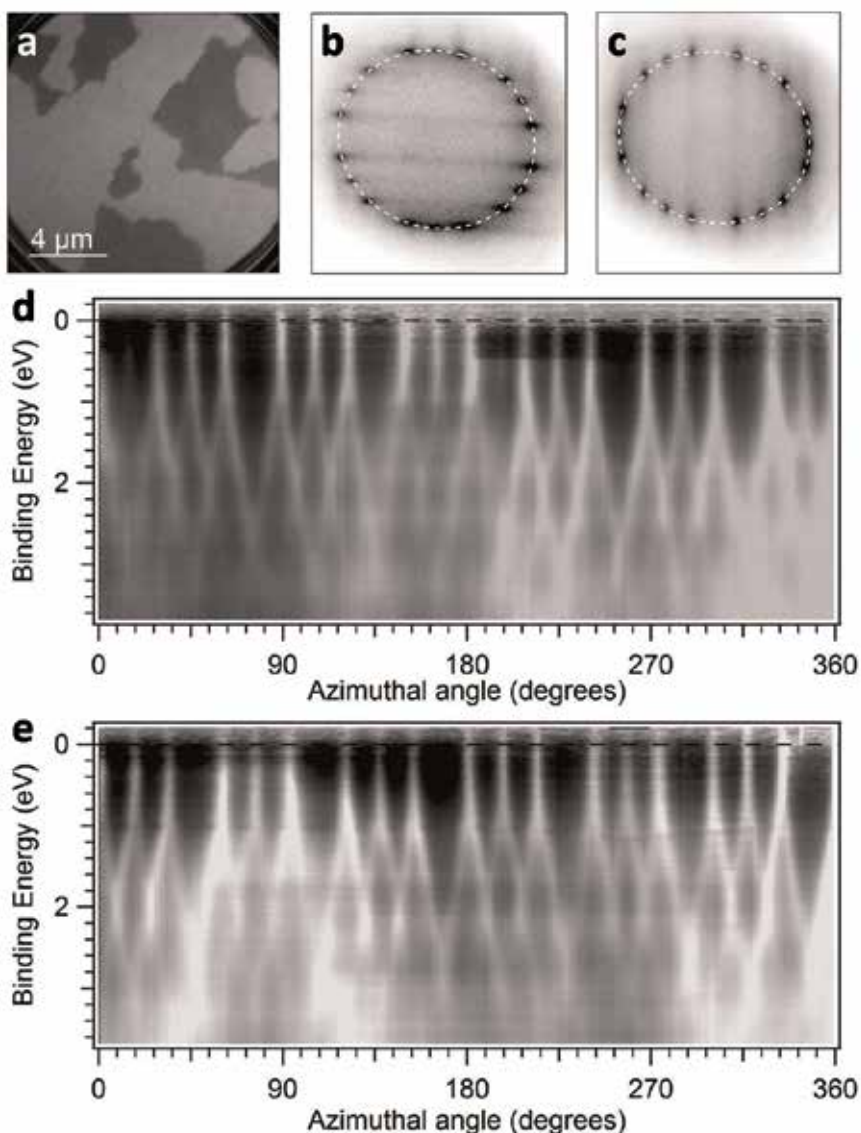 a
b
c
4 µm
d
0
2
Binding Energy (eV)
0 90 180 270 360
Azimuthal angle (degrees)
e
0
2
Binding Energy (eV)
0 90 180 270 360
Azimuthal angle (degrees)